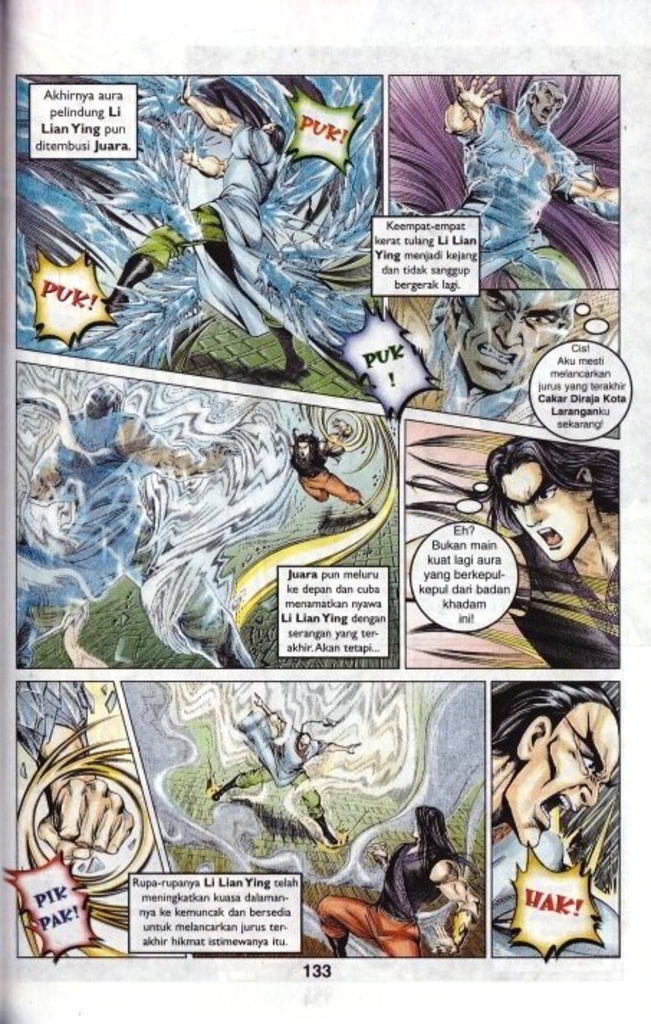 Akhirnya aura
pelindung Li
Lian Ying pun
ditembusi Juara.
PUK!
PUK!
Keempat-empat
kerat tulang Li Lian
Ying menjadi kejang
dan tidak sanggup
bergerak lagi.
PUK
!
Cis!
Aku mesti
melancarkan
jurus yang terakhir
Cakar Diraja Kota
Laranganku
sekarang!
Juara pun meluru
ke depan dan cuba
menamatkan nyawa
Li Lian Ying dengan
serangan yang ter-
akhir. Akan tetapi...
Eh?
Bukan main
kuat lagi aura
yang berkepul-
kepul dari badan
khadam
ini!
PIK
PAK!
Rupa-rupanya Li Lian Ying telah
meningkatkan kuasa dalaman-
nya ke kemuncak dan bersedia
untuk melancarkan jurus ter-
akhir hikmat istimewanya itu.
HAK!
133